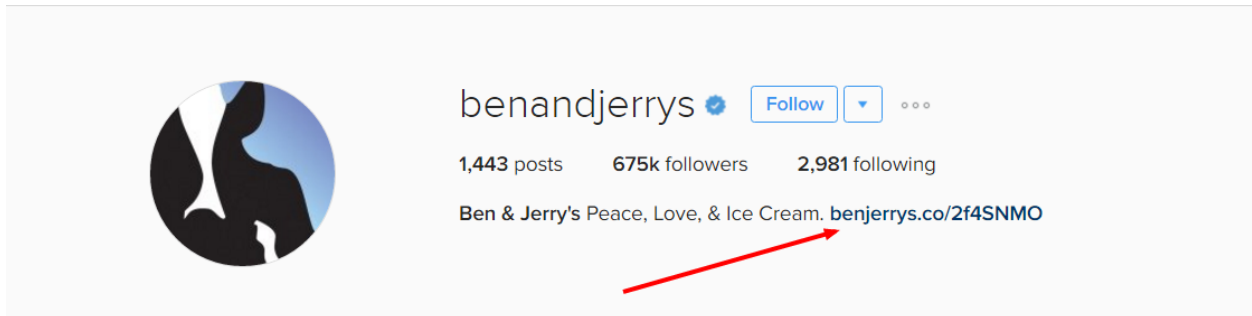 benandjerrys Follow
1,443 posts 675k followers 2,981 following
Ben & Jerry's Peace, Love, & Ice Cream. benjerrys.co/2f4SNMO